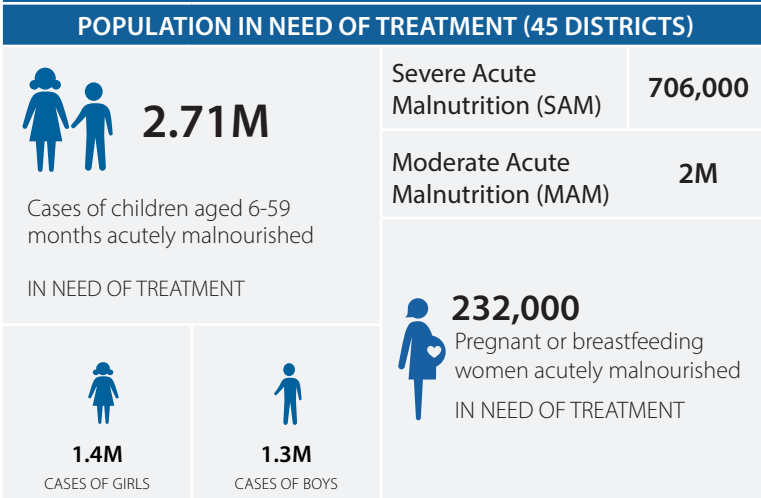 POPULATION IN NEED OF TREATMENT (45 DISTRICTS)
2.71M
Cases of children aged 6-59
months acutely malnourished
IN NEED OF TREATMENT
1.4M
CASES OF GIRLS
1.3M
CASES OF BOYS
Severe Acute
Malnutrition (SAM)
706,000
Moderate Acute
Malnutrition (MAM)
2M
232,000
Pregnant or breastfeeding
women acutely malnourished
IN NEED OF TREATMENT